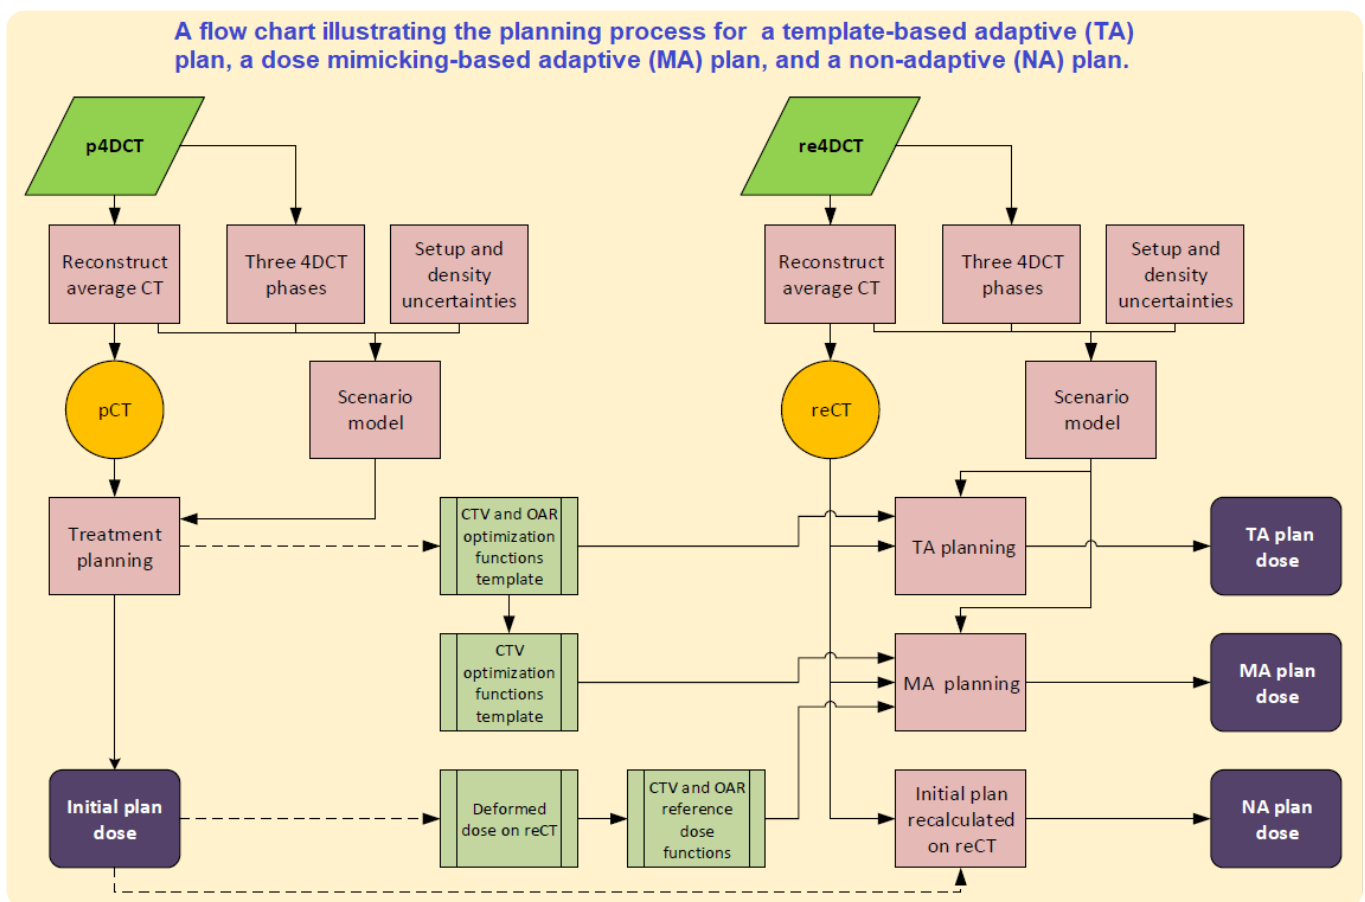 A flow chart illustrating the planning process for a template-based adaptive (TA)
plan, a dose mimicking-based adaptive (MA) plan, and a non-adaptive (NA) plan.
p4DCT
re4DCT
Reconstruct
average CT
Three 4DCT
phases
Setup and
density
uncertainties
Reconstruct
average CT
Three 4DCT
phases
Setup and
density
uncertainties
pCT
Scenario
model
reCT
Scenario
model
Treatment
planning
CTV and OAR
optimization
functions
template
TA planning
TA plan
dose
CTV
optimization
functions
template
MA planning
MA plan
dose
Initial plan
dose
Deformed
dose on reCT
CTV and OAR
reference
dose
functions
Initial plan
recalculated
on reCT
NA plan
dose